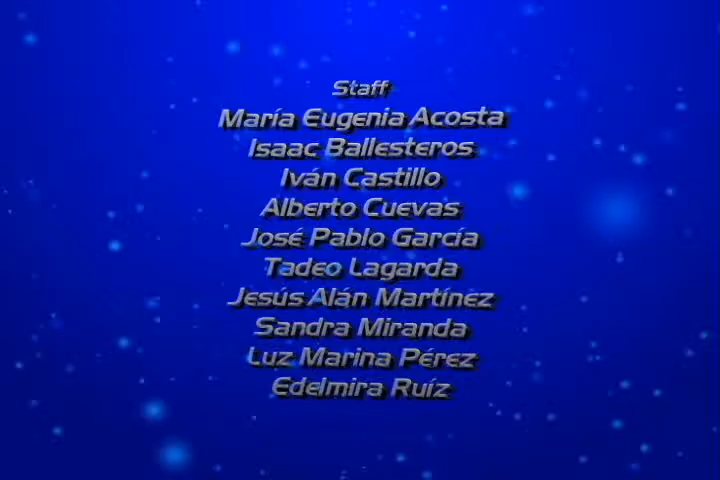 Staff
María Eugenia Acosta
Isaac Ballesteros
Iván Castillo
Alberto Cuevas
José Pablo García
Tadeo Lagarda
Jesús Alán Martínez
Sandra Miranda
Luz Marina Pérez
Edelmira Ruíz